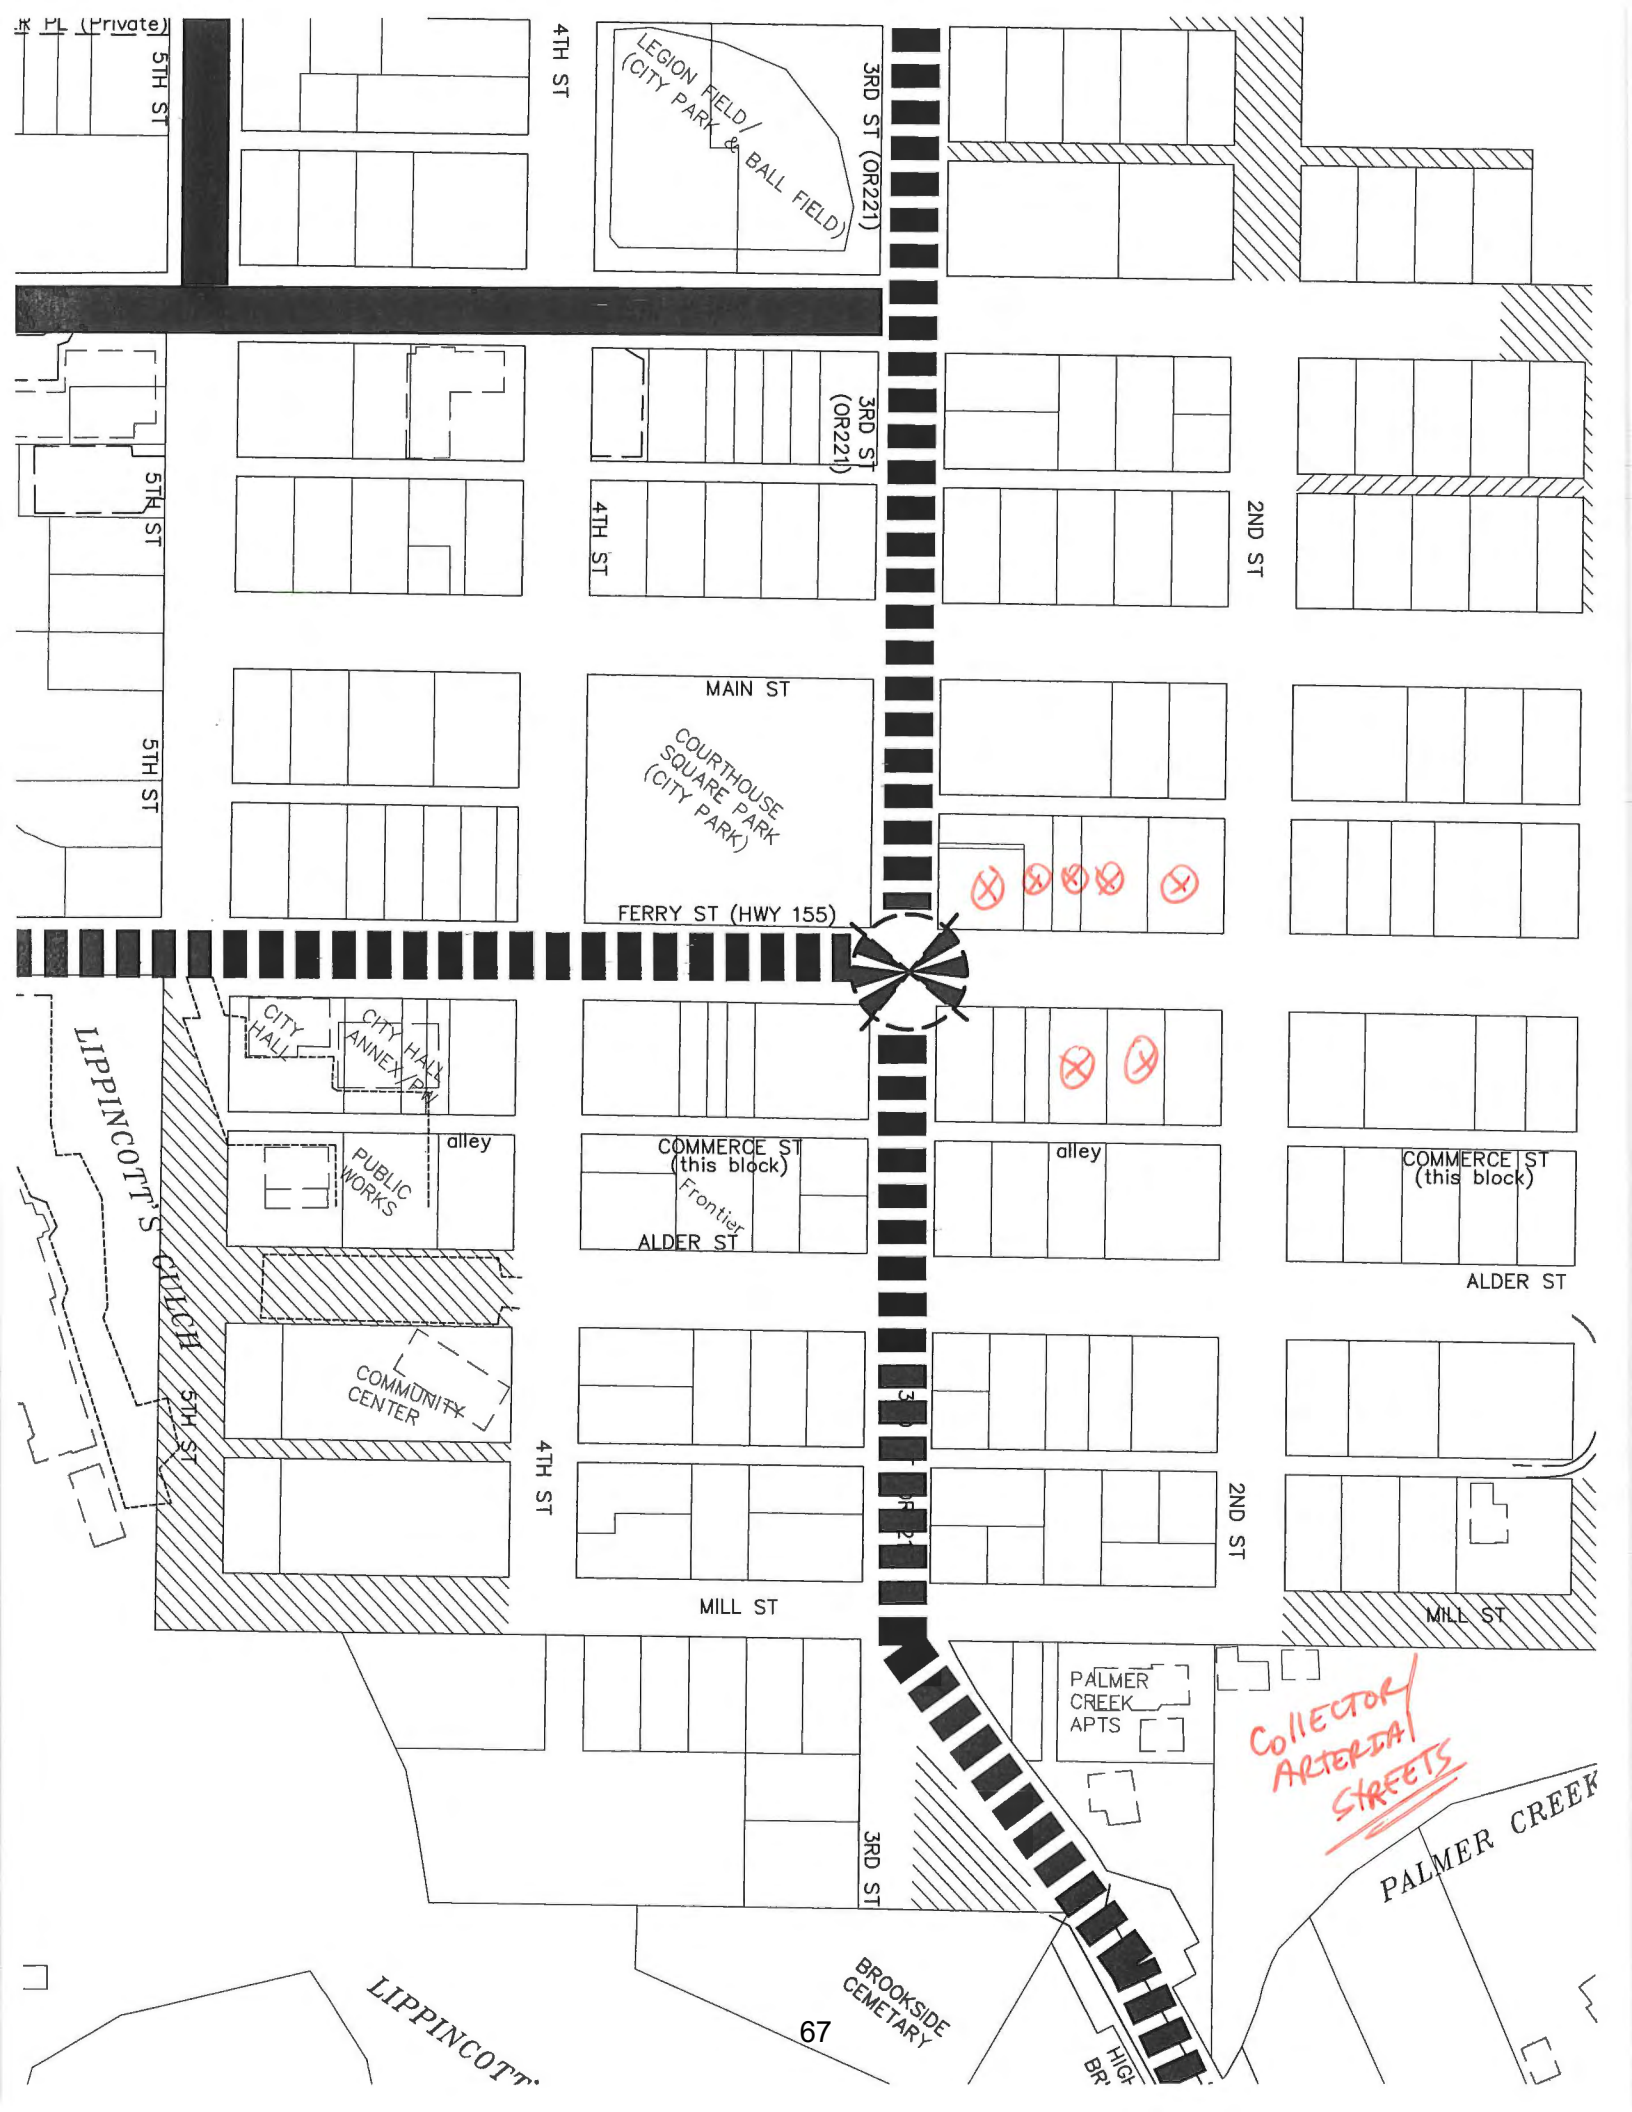 R PL (Private)
5TH ST
4TH ST
LEGION FIELD/
(CITY PARK & BALL FIELD)
3RD ST (OR221)
3RD ST
(OR221)
5TH ST
4TH ST
2ND ST
MAIN ST
COURTHOUSE
SQUARE PARK
(CITY PARK)
5TH ST
FERRY ST (HWY 155)
CITY
HALL
CITY HALL
ANNEX/PW
LIPPINCOTT'S GULCH
alley
PUBLIC
WORKS
COMMERCE ST
(this block)
Frontier
ALDER ST
alley
COMMERCE ST
(this block)
ALDER ST
COMMUNITY
CENTER
5TH ST
4TH ST
2ND ST
MILL ST
MILL ST
PALMER
CREEK
APTS
COLLECTOR/
ARTERIAL
STREETS
PALMER CREEK
3RD ST
BROOKSIDE
CEMETARY
LIPPINCOTT'
67
HIGH
BRI